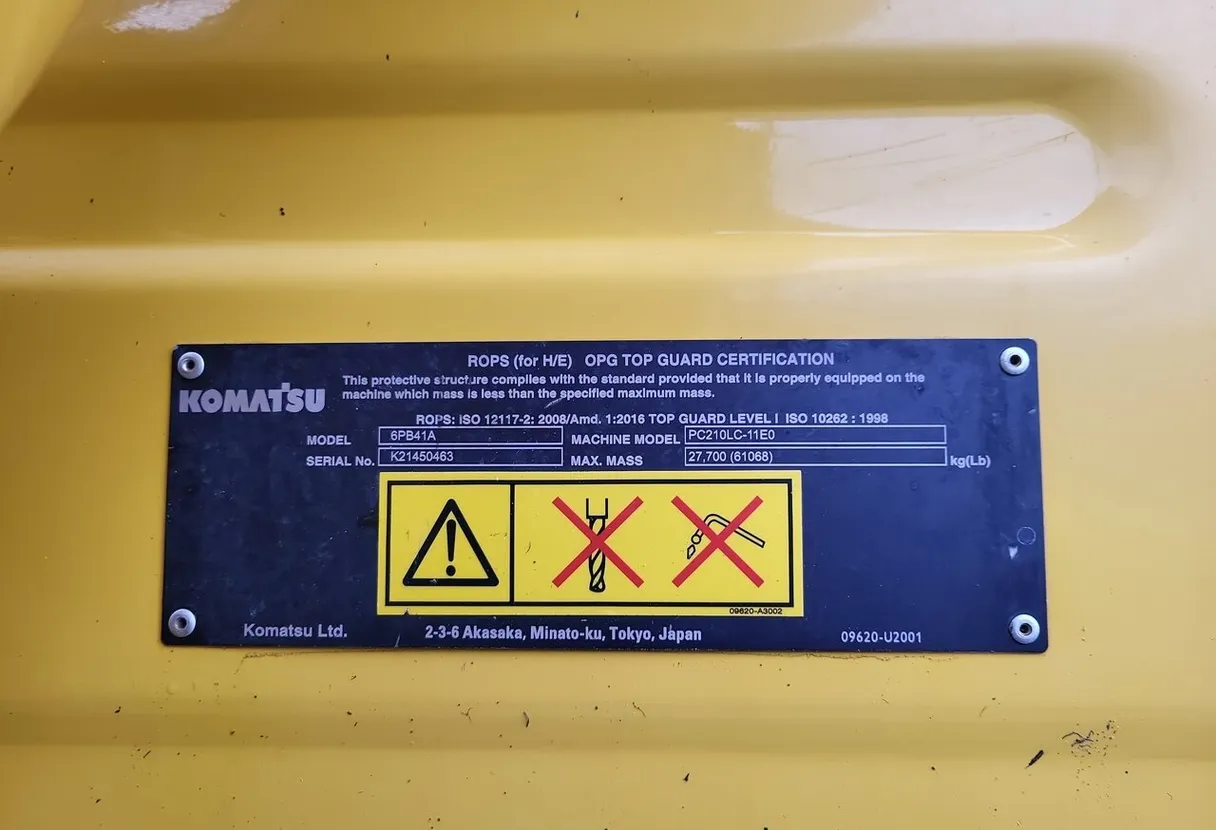 ROPS (for H/E) OPG TOP GUARD CERTIFICATION
KOMATSU
This protective structure complies with the standard provided that it is properly equipped on the
machine which mass is less than the specified maximum mass.
ROPS: ISO 12117-2: 2008/Amd. 1:2016 TOP GUARD LEVEL I ISO 10262 : 1998
MODEL 6PB41A MACHINE MODEL PC210LC-11E0
SERIAL No. K21450463 MAX. MASS 27,700 (61068) kg(Lb)
09620-A3002
Komatsu Ltd. 2-3-6 Akasaka, Minato-ku, Tokyo, Japan 09620-U2001